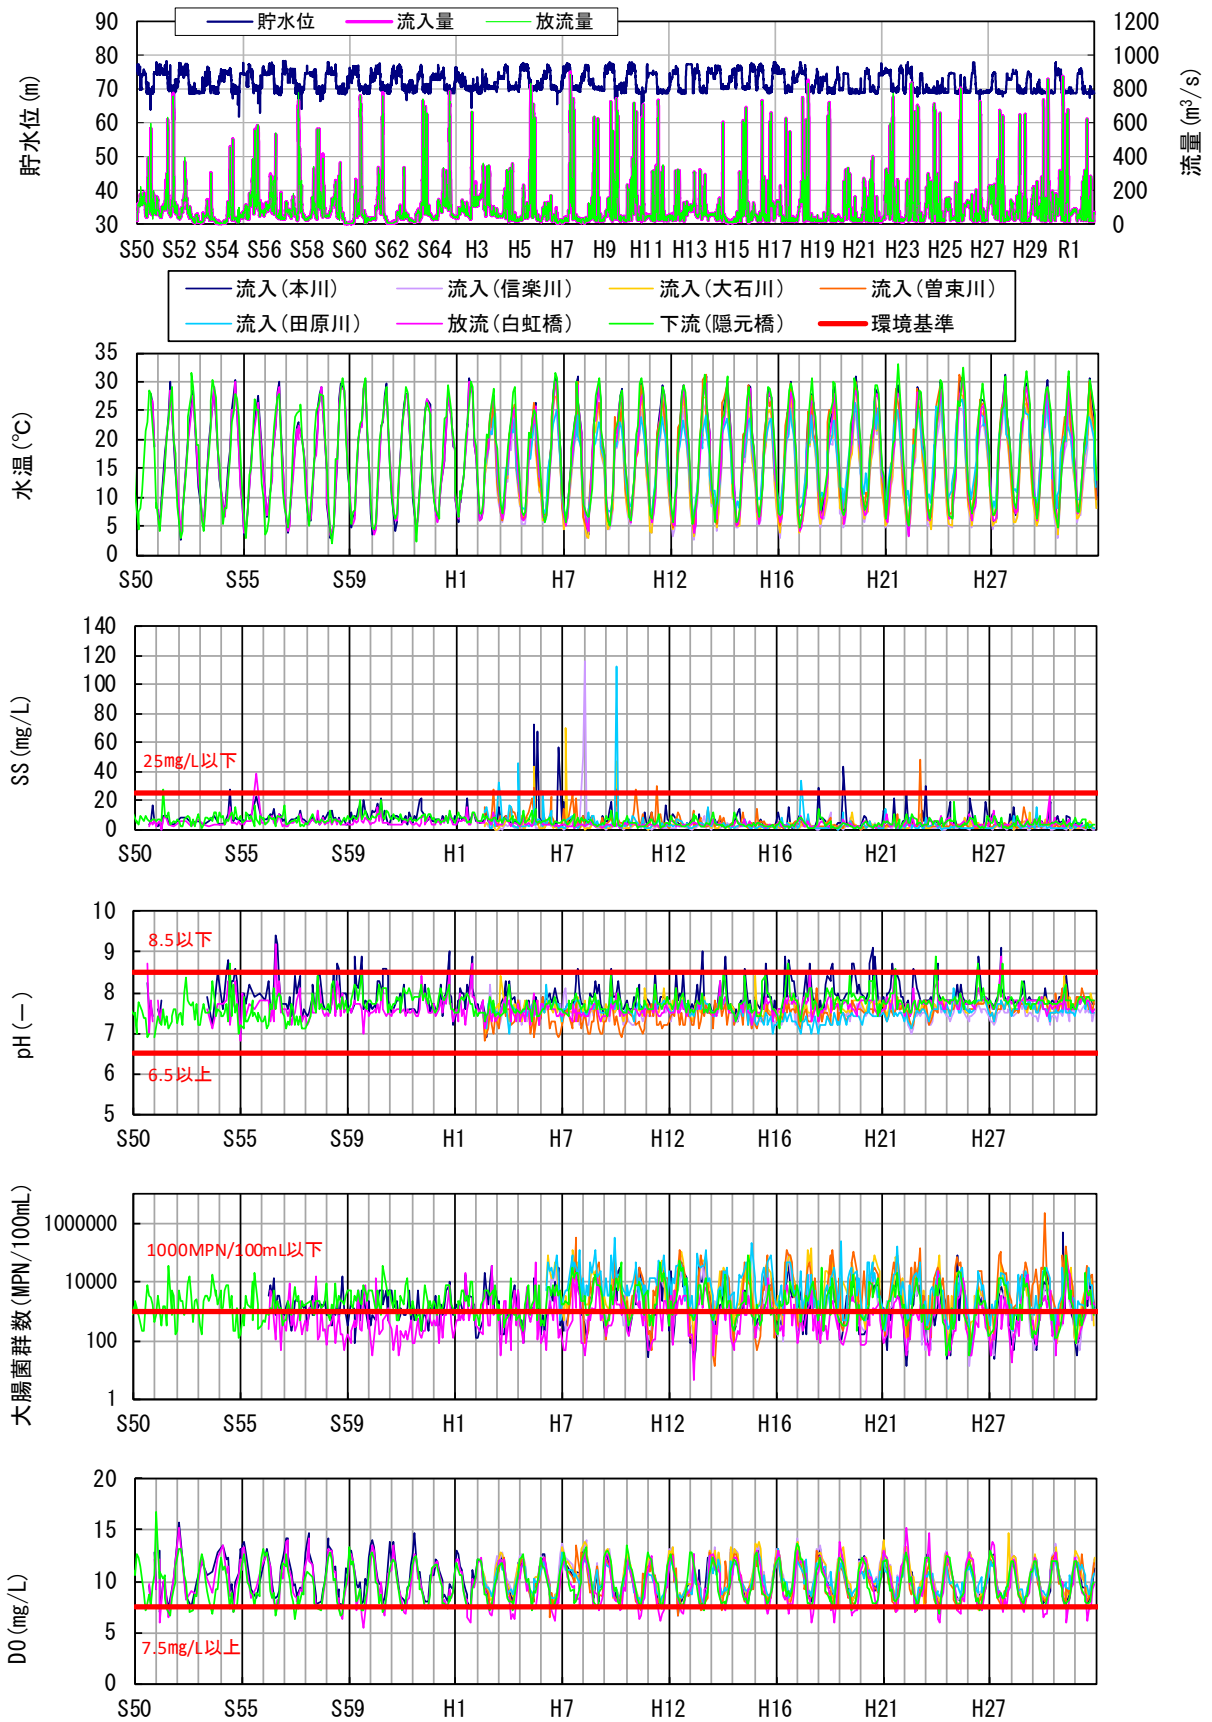 貯水位 流入量 放流量
貯水位(m)
90
80
70
60
50
40
30
1200
1000
800
600
400
200
0
流量(m³/s)
S50 S52 S54 S56 S58 S60 S62 S64 H3 H5 H7 H9 H11 H13 H15 H17 H19 H21 H23 H25 H27 H29 R1
流入(本川) 流入(信楽川) 流入(大石川) 流入(曽束川)
流入(田原川) 放流(白虹橋) 下流(隠元橋) 環境基準
水温(℃)
35
30
25
20
15
10
5
0
S50 S55 S59 H1 H7 H12 H16 H21 H27
SS(mg/L)
140
120
100
80
60
40
20
0
25mg/L以下
S50 S55 S59 H1 H7 H12 H16 H21 H27
pH(—)
10
9
8
7
6
5
8.5以下
6.5以上
S50 S55 S59 H1 H7 H12 H16 H21 H27
大腸菌群数(MPN/100mL)
1000000
10000
100
1
1000MPN/100mL以下
S50 S55 S59 H1 H7 H12 H16 H21 H27
DO(mg/L)
20
15
10
5
0
7.5mg/L以上
S50 S55 S59 H1 H7 H12 H16 H21 H27